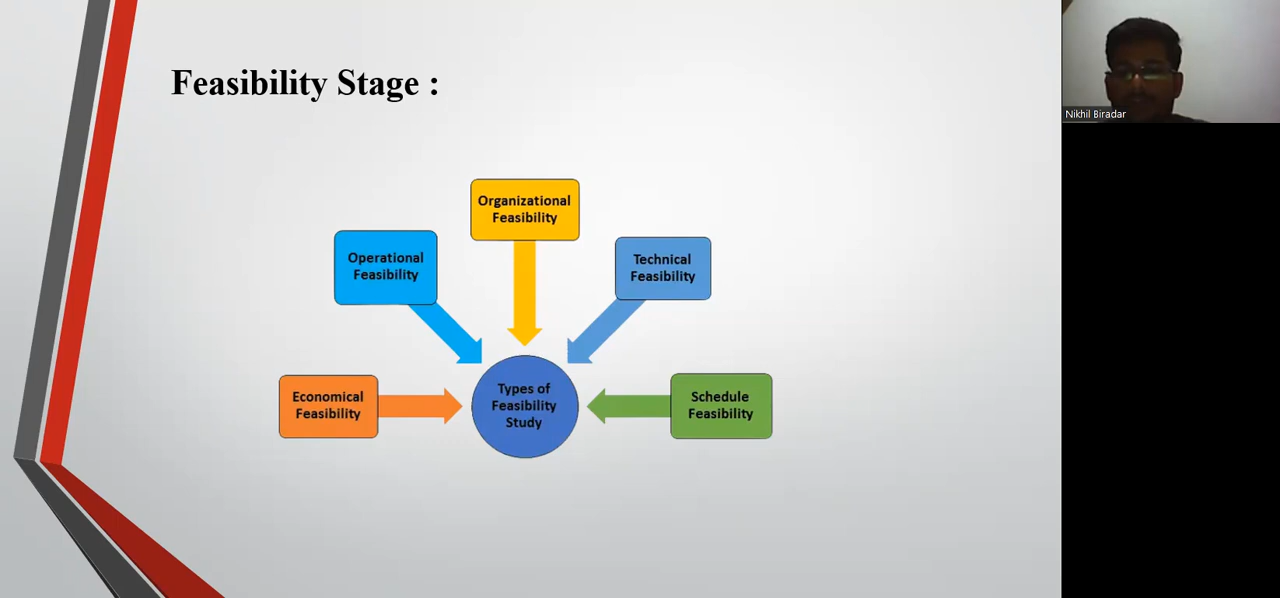 Feasibility Stage :
Organizational
Feasibility
Operational
Feasibility
Technical
Feasibility
Economical
Feasibility
Types of
Feasibility
Study
Schedule
Feasibility
Nikhil Biradar